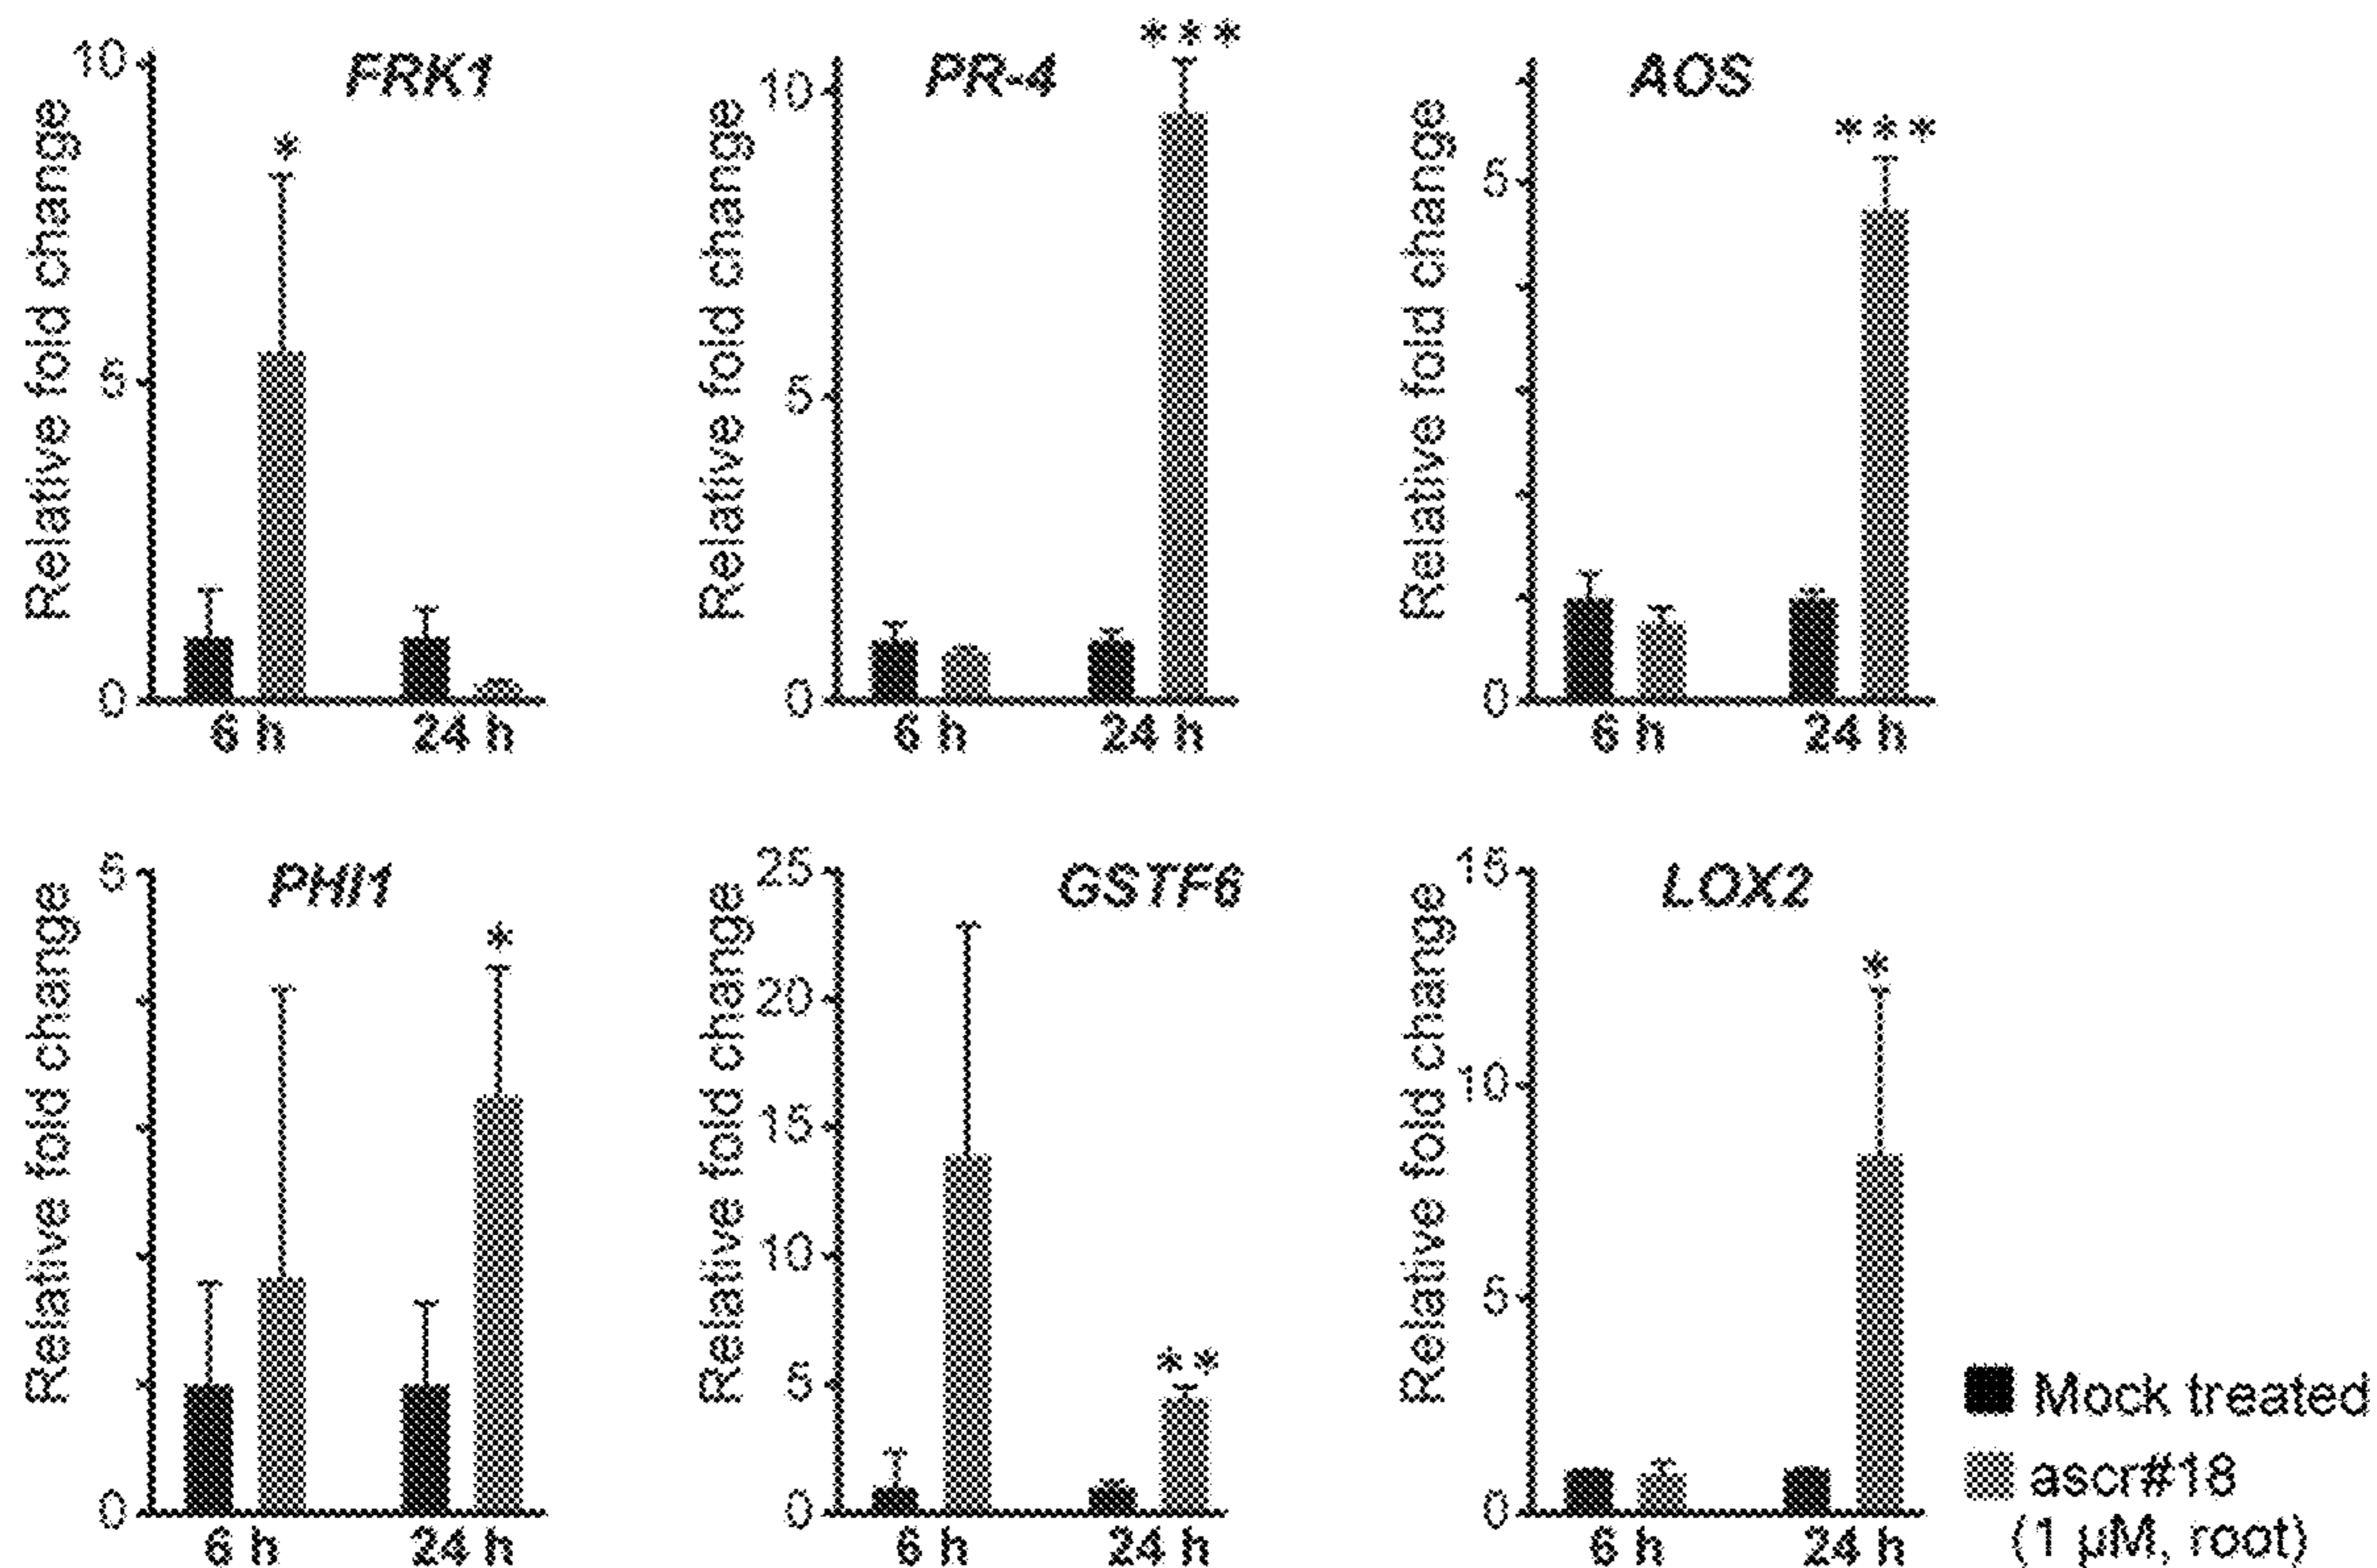 FRK1
Relative fold change
10
5
0
*
6 h
24 h
PR-4
Relative fold change
10
5
0
***
6 h
24 h
AOS
Relative fold change
5
0
***
6 h
24 h
PHI1
Relative fold change
5
0
*
6 h
24 h
GSTF6
Relative fold change
25
20
15
10
5
0
**
6 h
24 h
LOX2
Relative fold change
15
10
5
0
*
6 h
24 h
Mock treated
ascr#18
(1 µM, root)